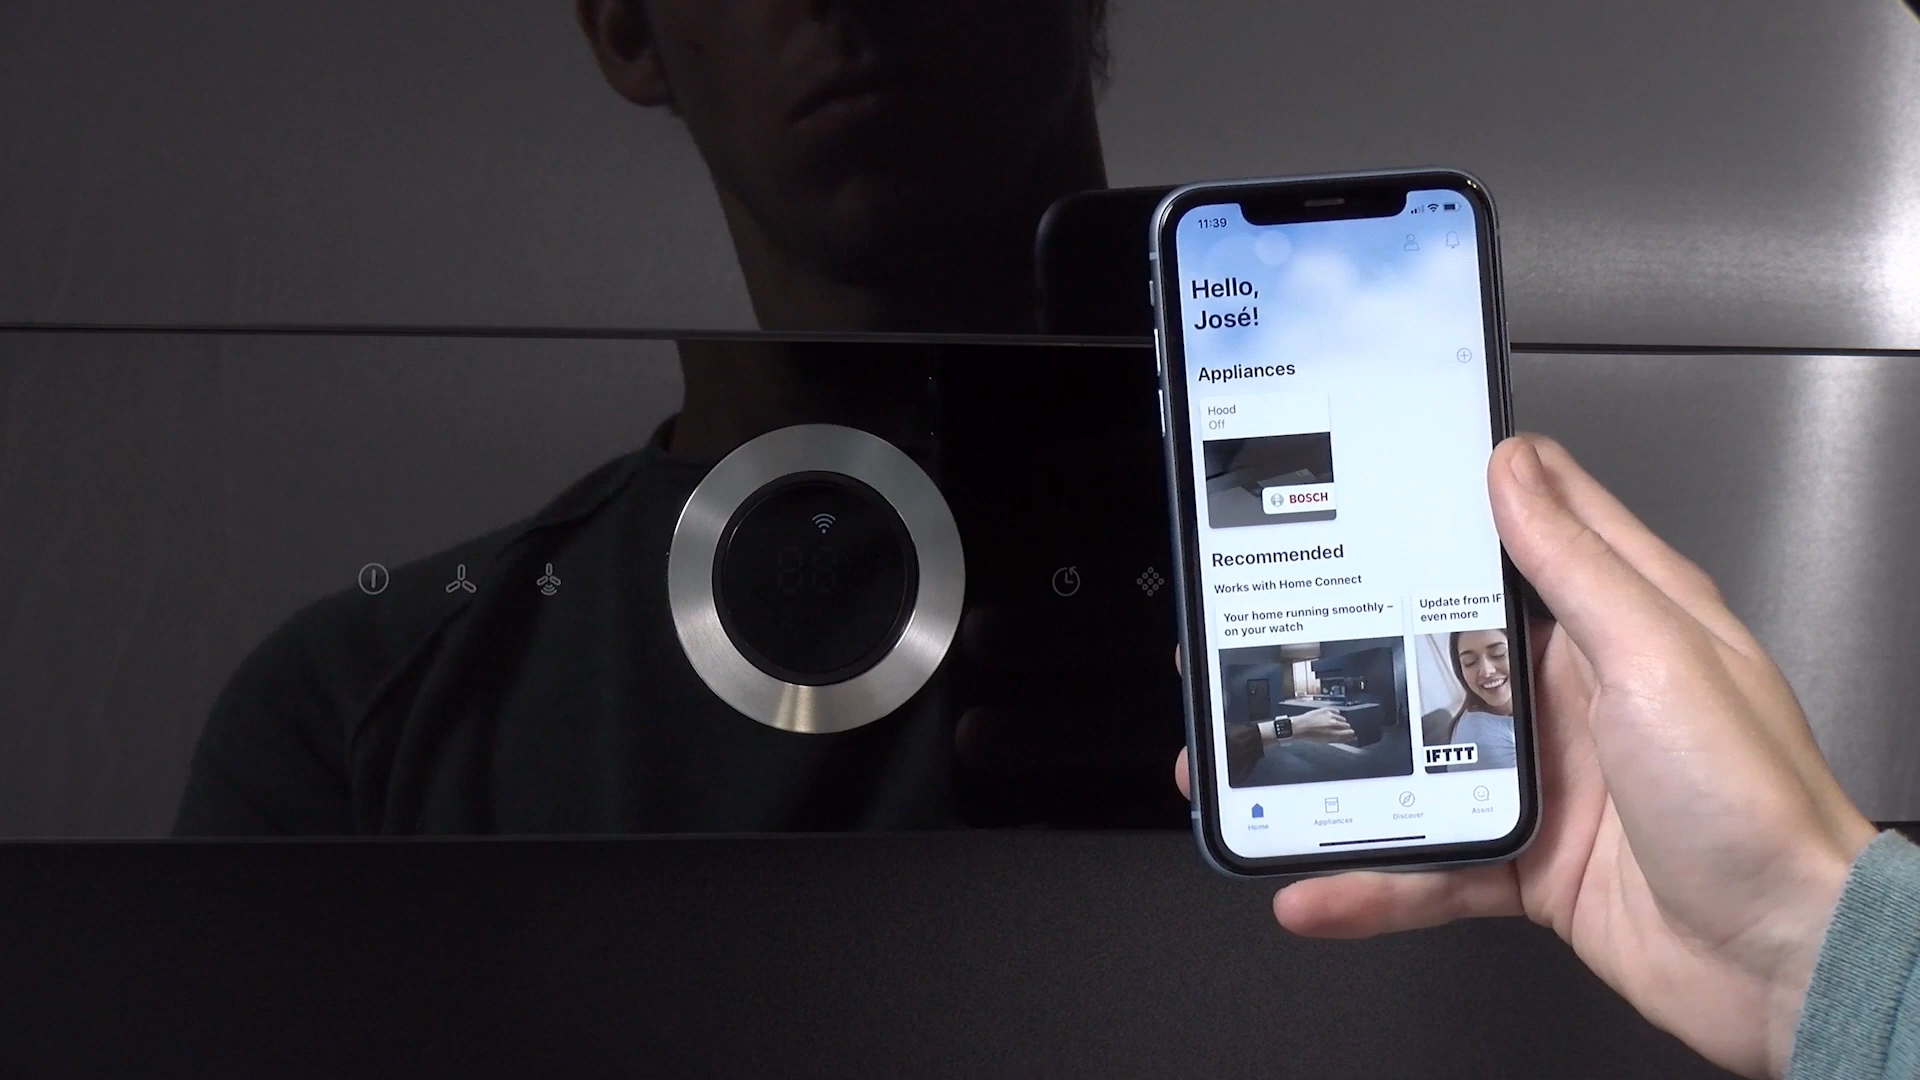 11:39
Hello,
José!
Appliances
Hood
Off
BOSCH
Recommended
Works with Home Connect
Your home running smoothly –
on your watch
Update from IF
even more
IFTTT
Home
Appliances
Discover
Assist